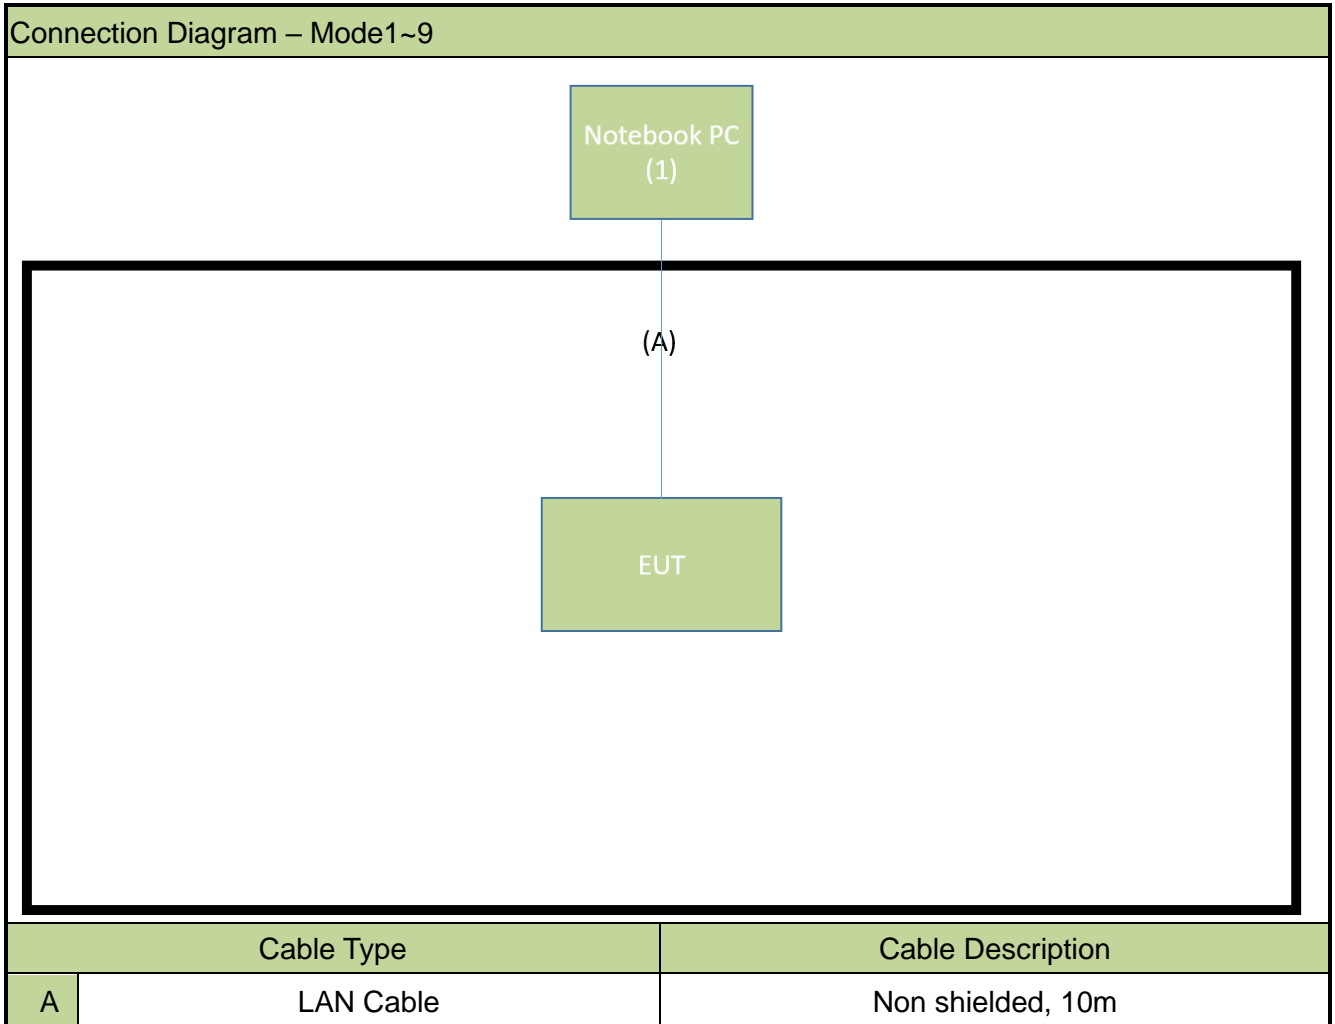 Connection Diagram – Mode1~9
Notebook PC
(1)
(A)
EUT
Cable Type
Cable Description
A
LAN Cable
Non shielded, 10m